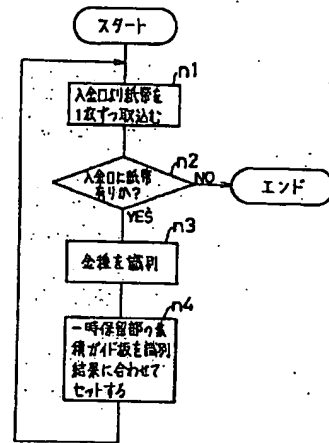 スタート
n1
入金口より紙幣を
1枚ずつ取込む
n2
入金口に紙幣
有りか?
NO
エンド
YES
n3
金種を識別
n4
一時保留部の集
積ガイド板を識別
結果に合わせて
セットする